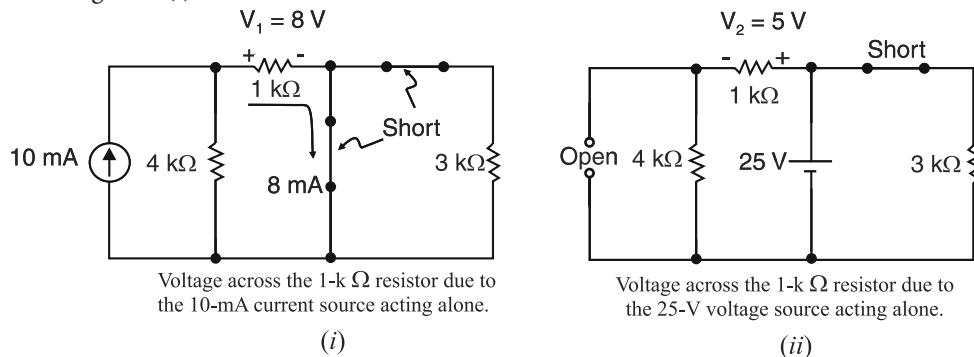 V₁ = 8 V
+ -
1 kΩ
Short
10 mA
4 kΩ
8 mA
3 kΩ
Voltage across the 1-k Ω resistor due to
the 10-mA current source acting alone.
(i)
V₂ = 5 V
- +
Short
1 kΩ
Open
4 kΩ
25 V
3 kΩ
Voltage across the 1-k Ω resistor due to
the 25-V voltage source acting alone.
(ii)